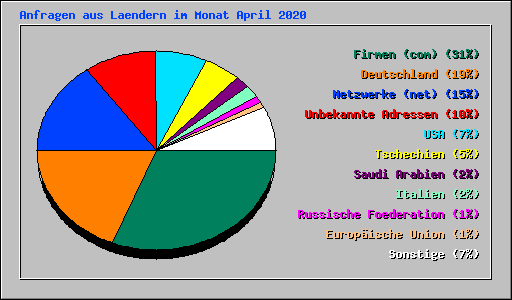 Anfragen aus Laendern im Monat April 2020
Firmen (com) (31%)
Deutschland (19%)
Netzwerke (net) (15%)
Unbekannte Adressen (10%)
USA (7%)
Tschechien (5%)
Saudi Arabien (2%)
Italien (2%)
Russische Foederation (1%)
Europäische Union (1%)
Sonstige (7%)